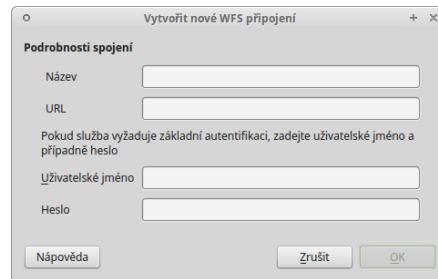 Vytvořit nové WFS připojení
Podrobnosti spojení
Název
URL
Pokud služba vyžaduje základní autentifikaci, zadejte uživatelské jméno a
případně heslo
Uživatelské jméno
Heslo
Nápověda Zrušit OK